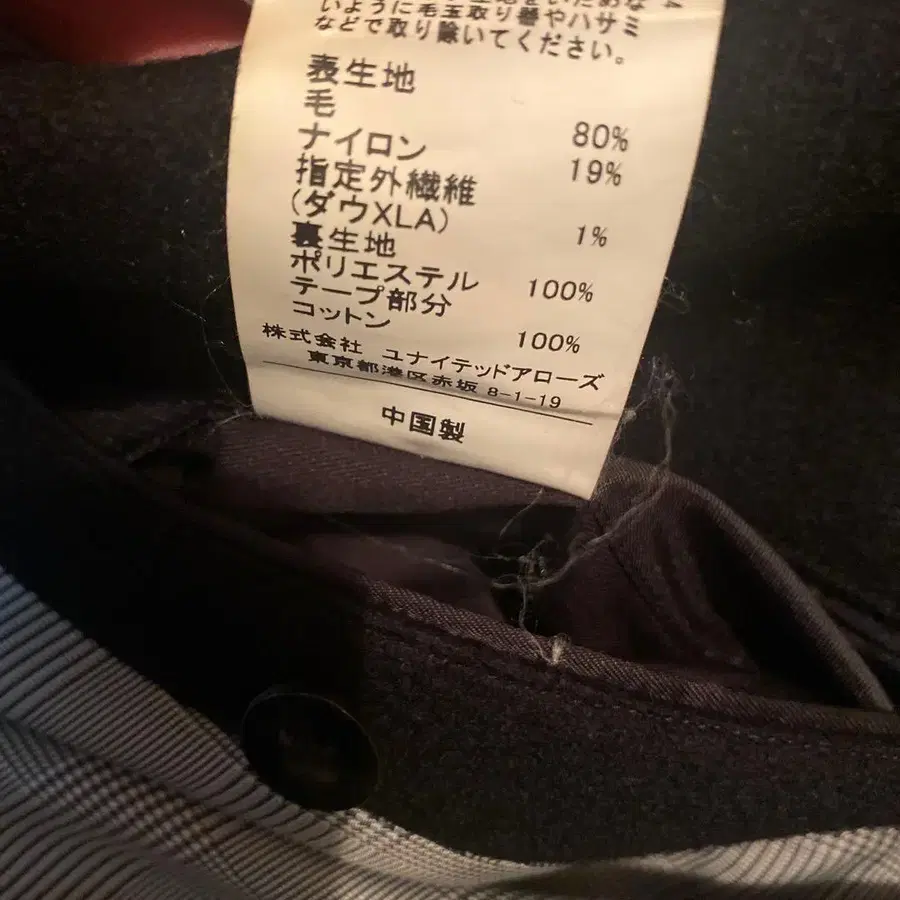 いように毛玉取り器やハサミ
などで取り除いてください。
表生地
毛 80%
ナイロン 19%
指定外繊維
(ダウXLA) 1%
裏生地
ポリエステル 100%
テープ部分
コットン 100%
株式会社 ユナイテッドアローズ
東京都港区赤坂 8-1-19
中国製